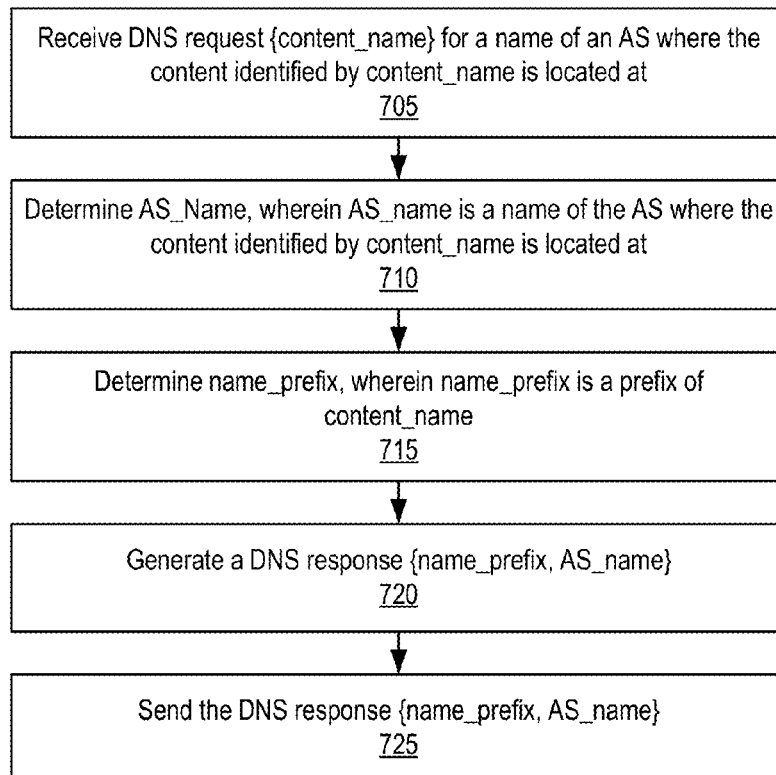 Receive DNS request {content_name} for a name of an AS where the
content identified by content_name is located at
705
Determine AS_Name, wherein AS_name is a name of the AS where the
content identified by content_name is located at
710
Determine name_prefix, wherein name_prefix is a prefix of
content_name
715
Generate a DNS response {name_prefix, AS_name}
720
Send the DNS response {name_prefix, AS_name}
725